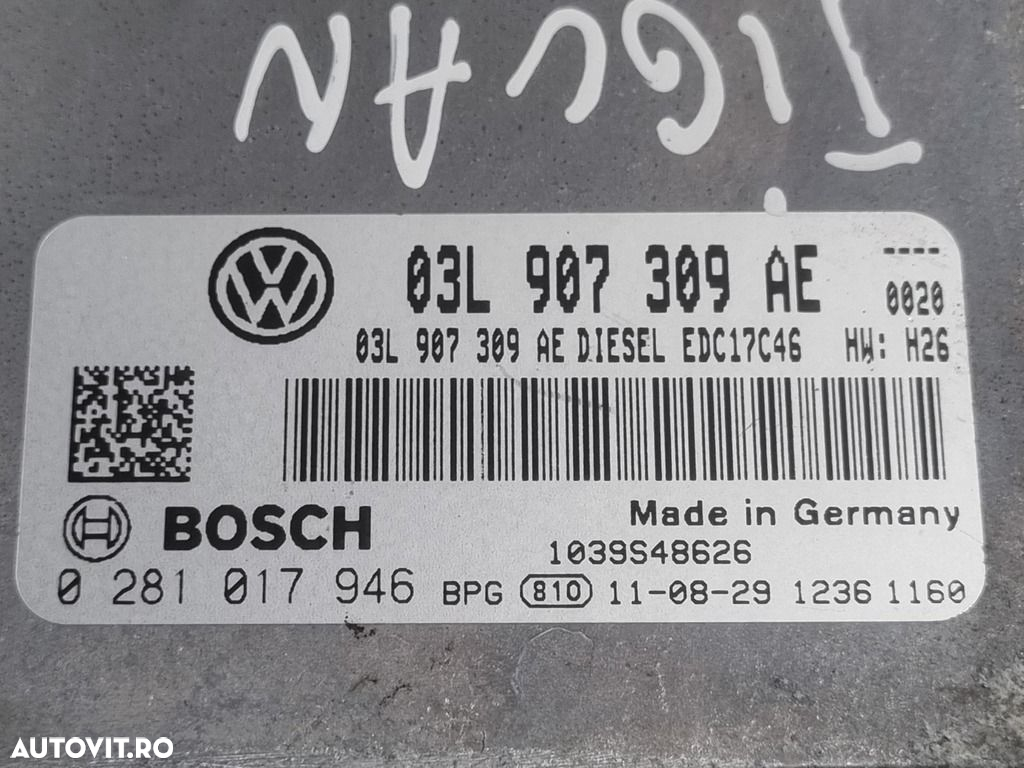 TIGUAN
03L 907 309 AE ----
0020
03L 907 309 AE DIESEL EDC17C46 HW: H26
BOSCH
Made in Germany
1039S48626
0 281 017 946 BPG 810 11-08-29 1236 1160
AUTOVIT.RO